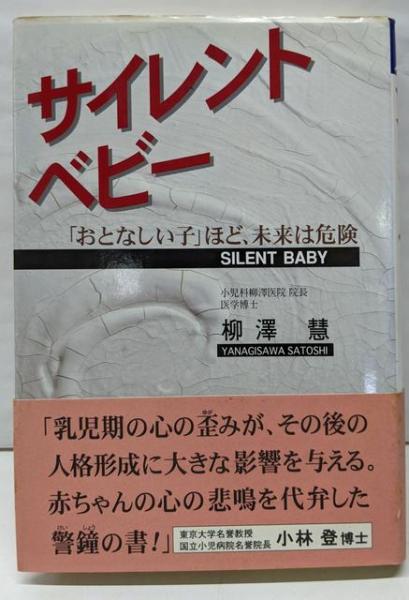 サイレント
ベビー
「おとなしい子」ほど、未来は危険
SILENT BABY
小児科柳澤医院 院長
医学博士
柳澤 慧
YANAGISAWA SATOSHI
「乳児期の心の歪みが、その後の
人格形成に大きな影響を与える。
赤ちゃんの心の悲鳴を代弁した
警鐘の書!」
東京大学名誉教授
国立小児病院名誉院長
小林 登博士